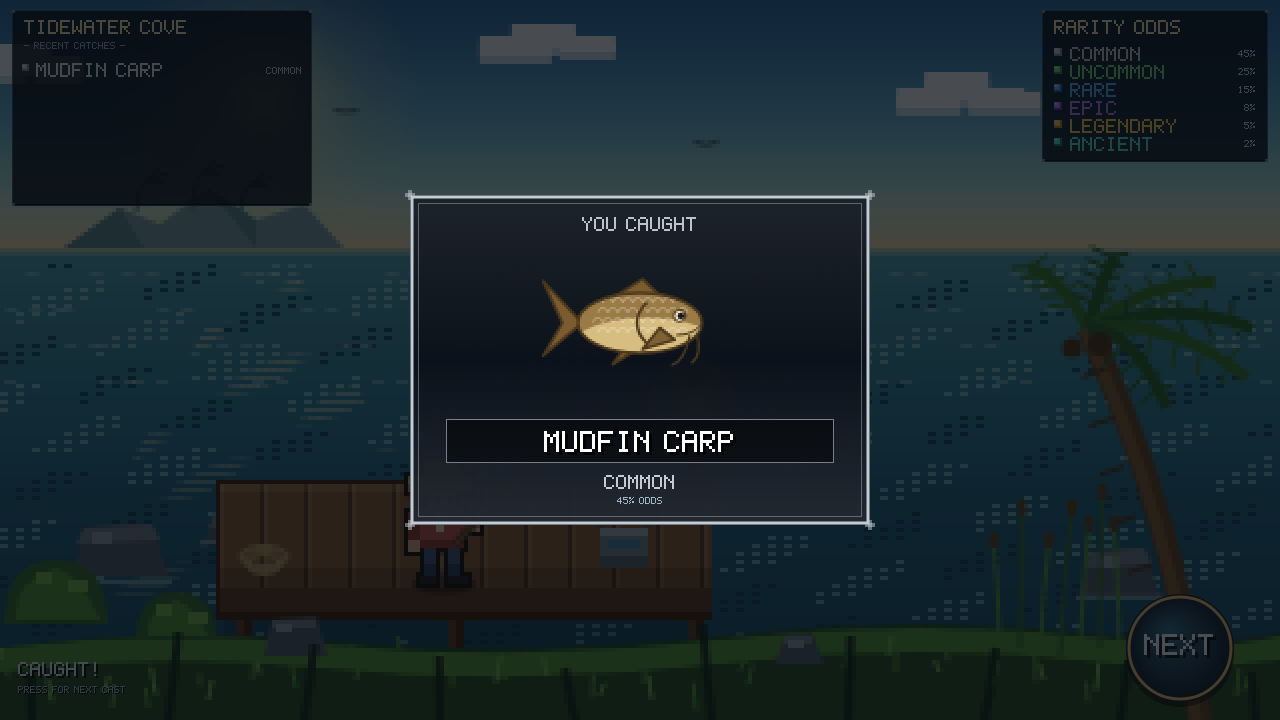 TIDEWATER COVE
- RECENT CATCHES -
MUDFIN CARP COMMON
RARITY ODDS
COMMON 45%
UNCOMMON 25%
RARE 15%
EPIC 8%
LEGENDARY 5%
ANCIENT 2%
YOU CAUGHT
MUDFIN CARP
COMMON
45% ODDS
CAUGHT!
PRESS FOR NEXT CAST
NEXT